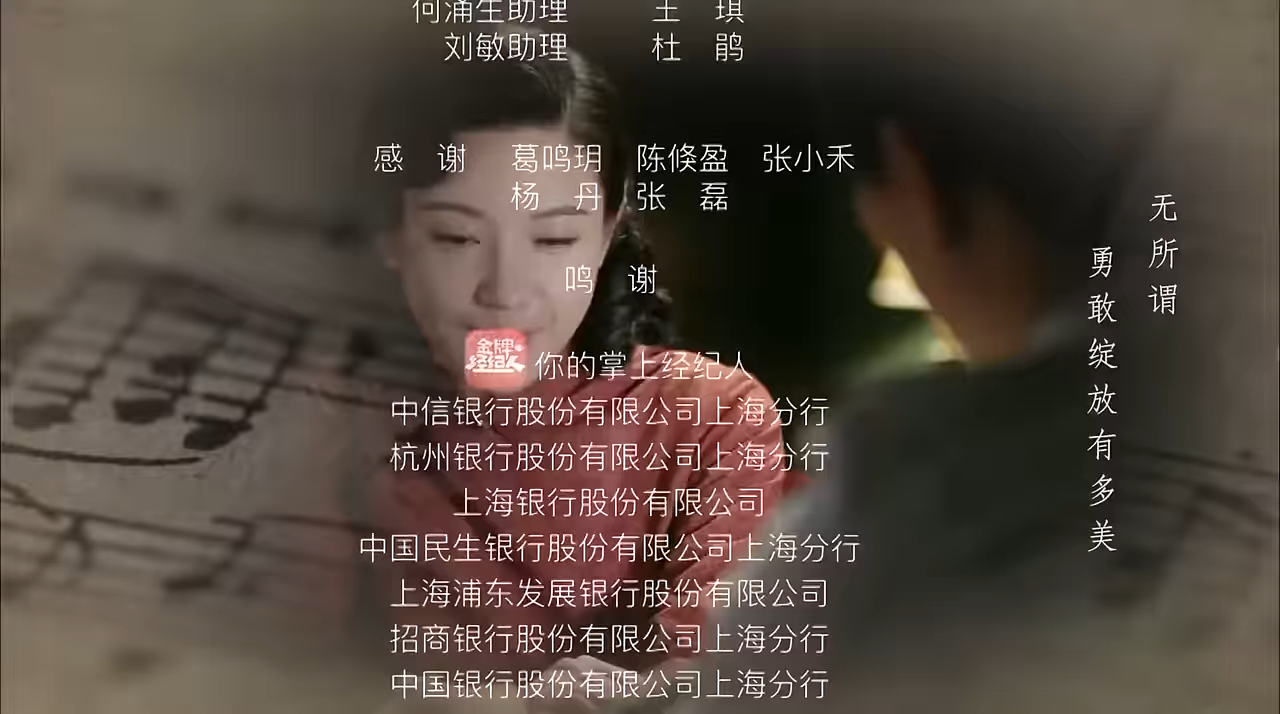 何涌生助理 王琪
刘敏助理 杜鹃
感谢 葛鸣玥 陈倏盈 张小禾
杨丹 张磊
鸣谢
金牌
经纪人
你的掌上经纪人
中信银行股份有限公司上海分行
杭州银行股份有限公司上海分行
上海银行股份有限公司
中国民生银行股份有限公司上海分行
上海浦东发展银行股份有限公司
招商银行股份有限公司上海分行
中国银行股份有限公司上海分行
无所谓
勇敢绽放有多美